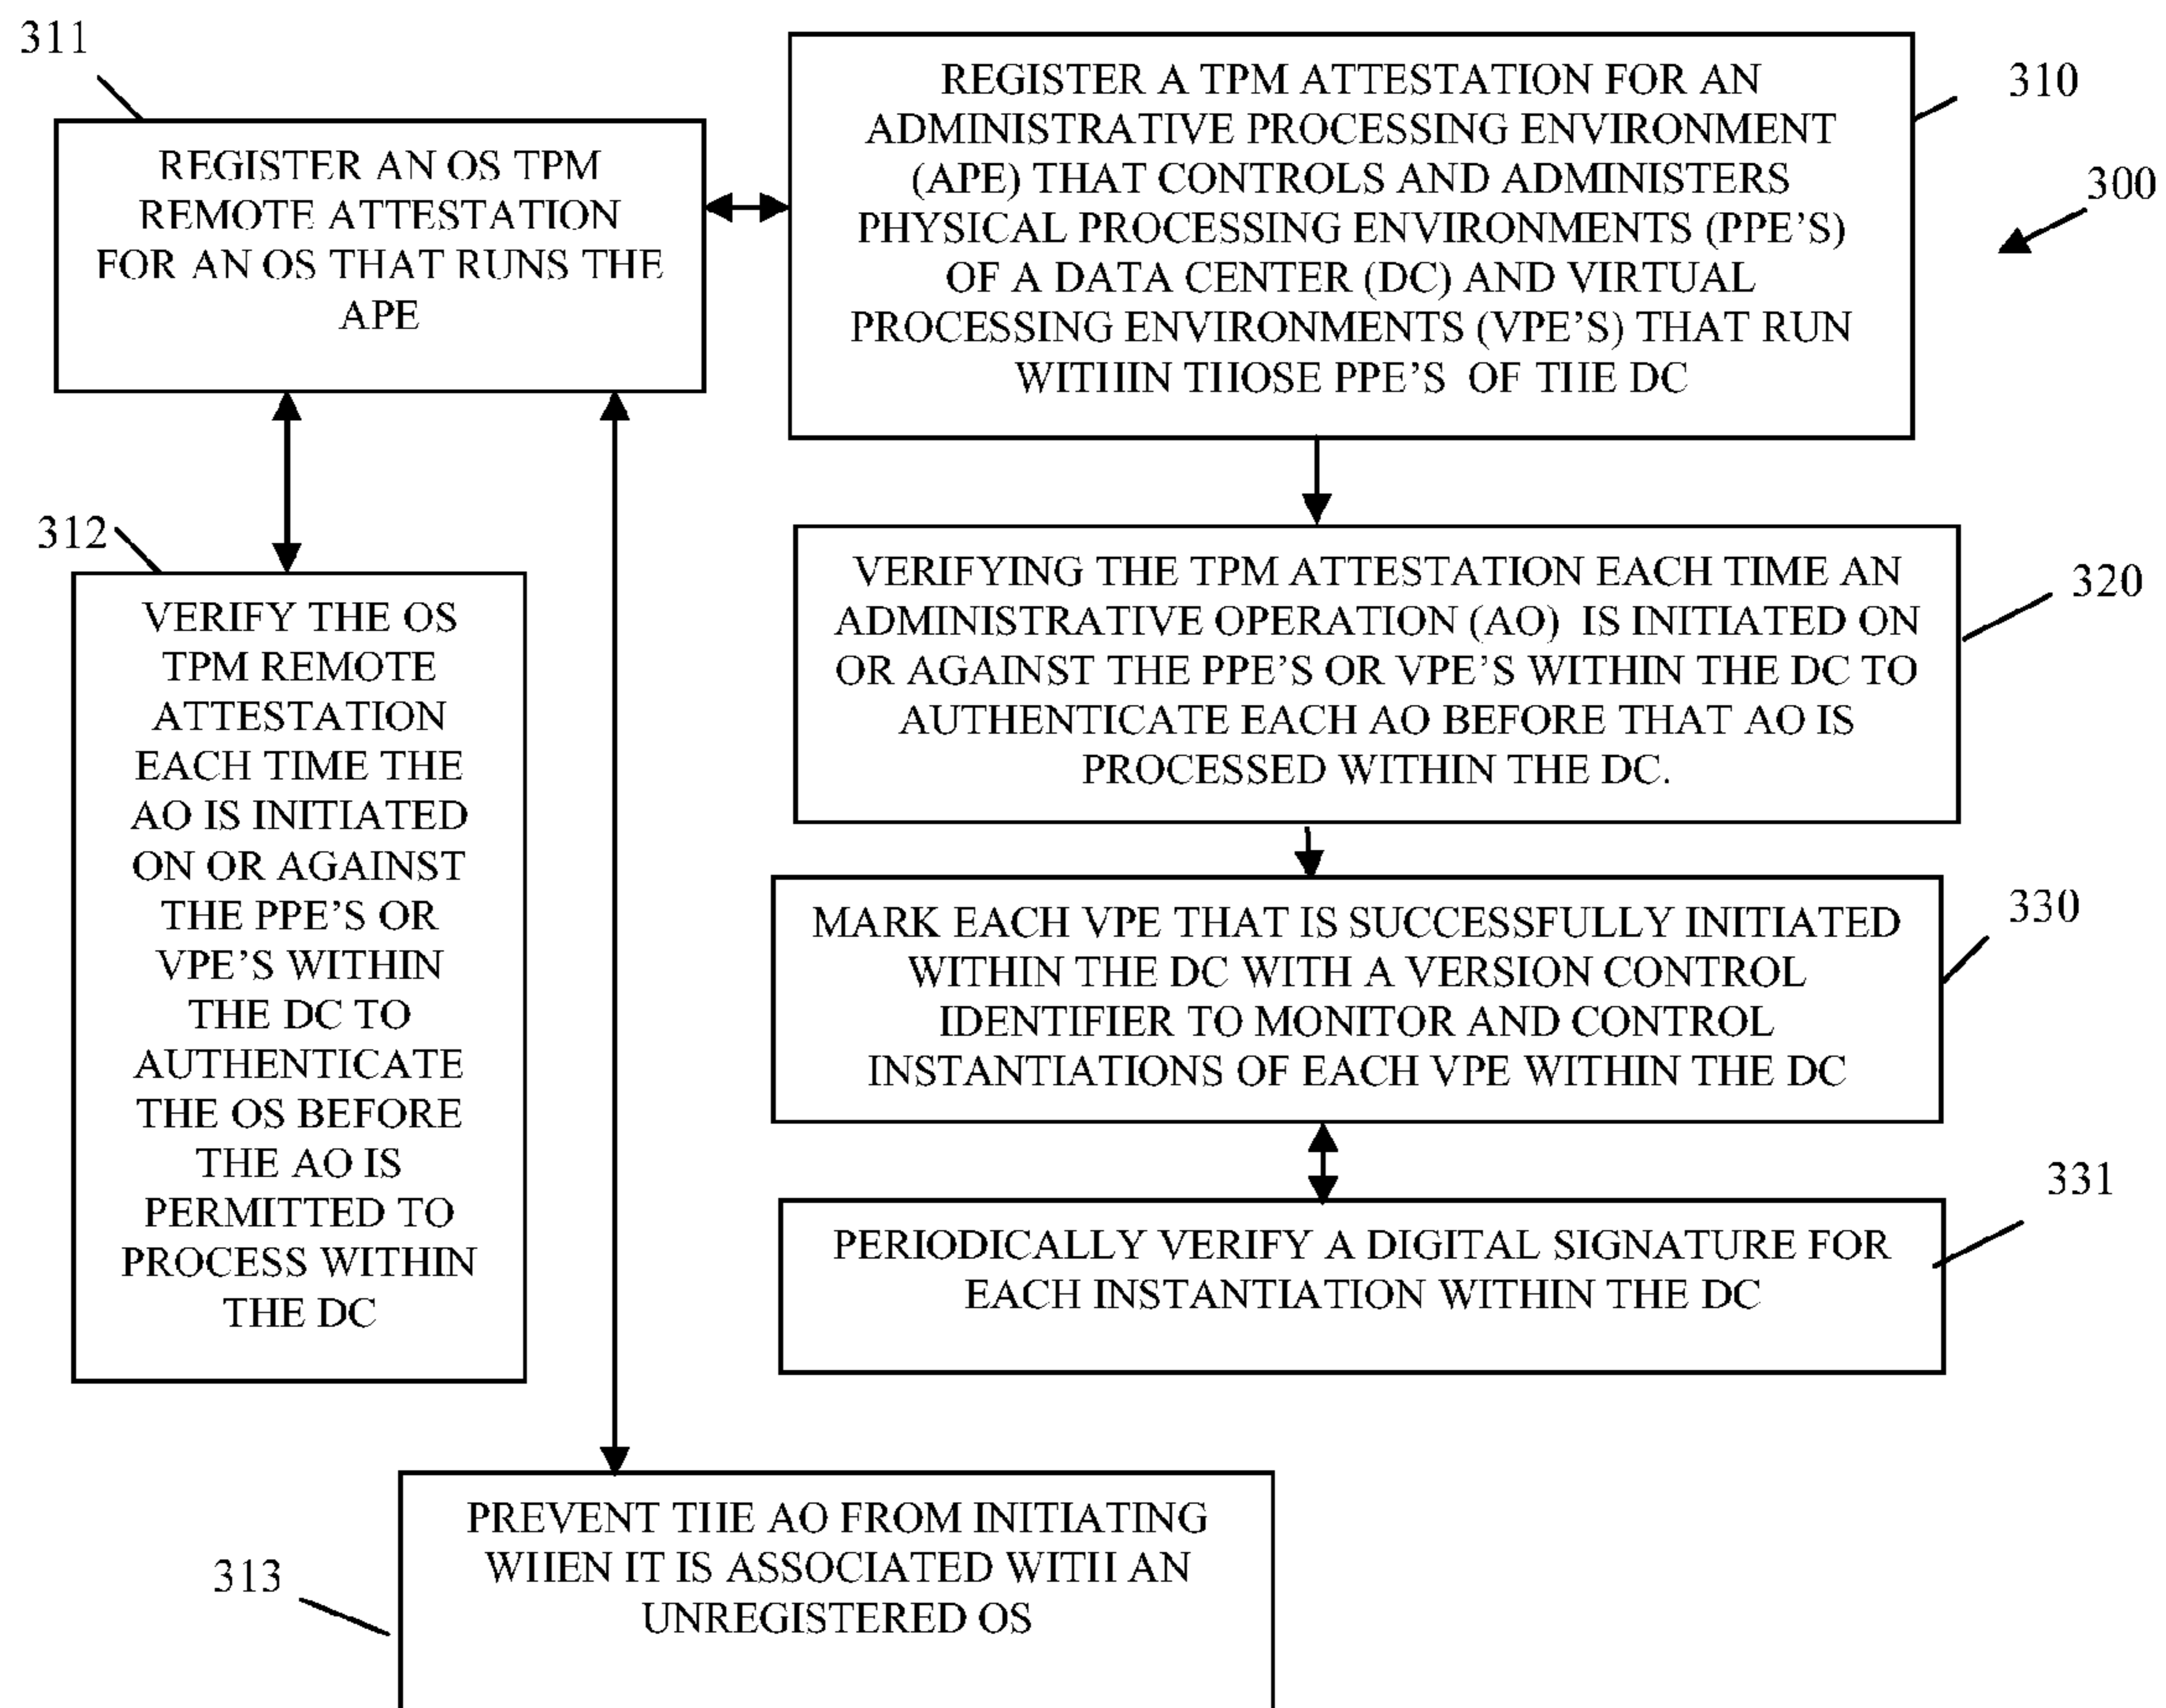 311
REGISTER AN OS TPM
REMOTE ATTESTATION
FOR AN OS THAT RUNS THE
APE
310
REGISTER A TPM ATTESTATION FOR AN
ADMINISTRATIVE PROCESSING ENVIRONMENT
(APE) THAT CONTROLS AND ADMINISTERS
PHYSICAL PROCESSING ENVIRONMENTS (PPE'S)
OF A DATA CENTER (DC) AND VIRTUAL
PROCESSING ENVIRONMENTS (VPE'S) THAT RUN
WITHIN THOSE PPE'S OF THE DC
300
312
VERIFY THE OS
TPM REMOTE
ATTESTATION
EACH TIME THE
AO IS INITIATED
ON OR AGAINST
THE PPE'S OR
VPE'S WITHIN
THE DC TO
AUTHENTICATE
THE OS BEFORE
THE AO IS
PERMITTED TO
PROCESS WITHIN
THE DC
320
VERIFYING THE TPM ATTESTATION EACH TIME AN
ADMINISTRATIVE OPERATION (AO) IS INITIATED ON
OR AGAINST THE PPE'S OR VPE'S WITHIN THE DC TO
AUTHENTICATE EACH AO BEFORE THAT AO IS
PROCESSED WITHIN THE DC.
330
MARK EACH VPE THAT IS SUCCESSFULLY INITIATED
WITHIN THE DC WITH A VERSION CONTROL
IDENTIFIER TO MONITOR AND CONTROL
INSTANTIATIONS OF EACH VPE WITHIN THE DC
331
PERIODICALLY VERIFY A DIGITAL SIGNATURE FOR
EACH INSTANTIATION WITHIN THE DC
313
PREVENT THE AO FROM INITIATING
WHEN IT IS ASSOCIATED WITH AN
UNREGISTERED OS